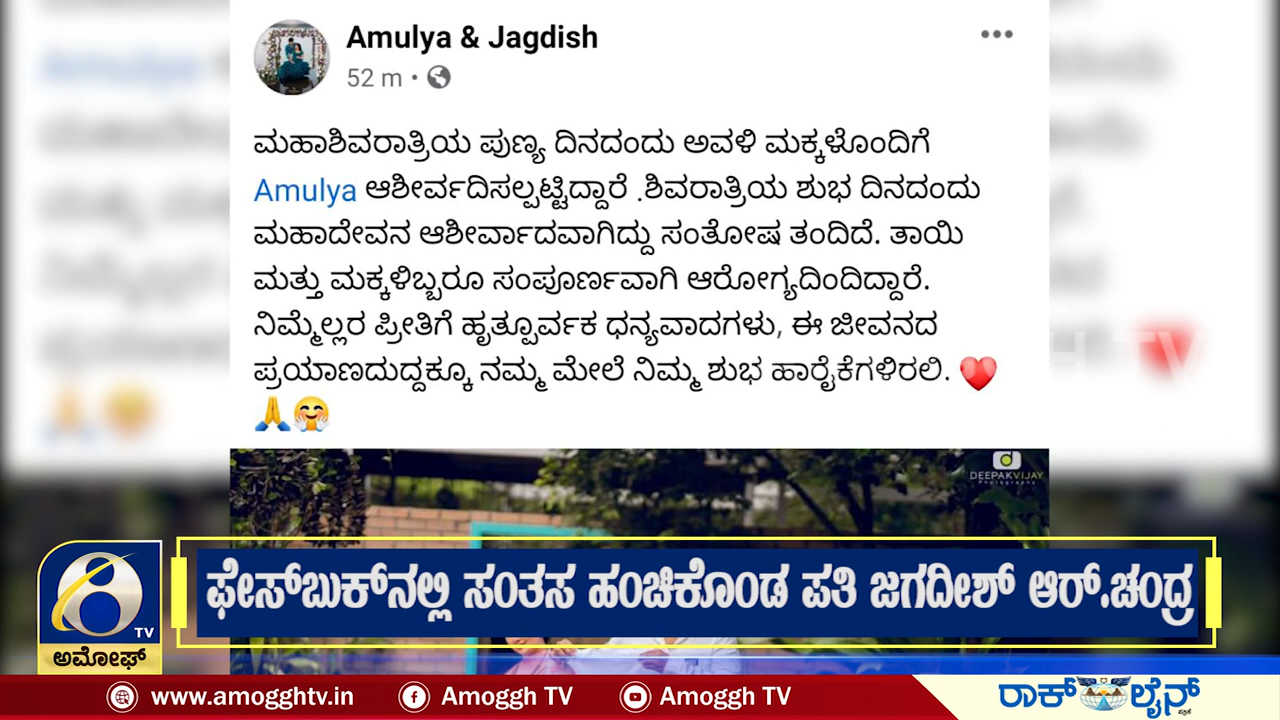 Amulya & Jagdish
52 m •
ಮಹಾಶಿವರಾತ್ರಿಯ ಪುಣ್ಯ ದಿನದಂದು ಅವಳಿ ಮಕ್ಕಳೊಂದಿಗೆ
Amulya ಆಶೀರ್ವದಿಸಲ್ಪಟ್ಟಿದ್ದಾರೆ .ಶಿವರಾತ್ರಿಯ ಶುಭ ದಿನದಂದು
ಮಹಾದೇವನ ಆಶೀರ್ವಾದವಾಗಿದ್ದು ಸಂತೋಷ ತಂದಿದೆ. ತಾಯಿ
ಮತ್ತು ಮಕ್ಕಳಿಬ್ಬರೂ ಸಂಪೂರ್ಣವಾಗಿ ಆರೋಗ್ಯದಿಂದಿದ್ದಾರೆ.
ನಿಮ್ಮೆಲ್ಲರ ಪ್ರೀತಿಗೆ ಹೃತ್ಪೂರ್ವಕ ಧನ್ಯವಾದಗಳು, ಈ ಜೀವನದ
ಪ್ರಯಾಣದುದ್ದಕ್ಕೂ ನಮ್ಮ ಮೇಲೆ ನಿಮ್ಮ ಶುಭ ಹಾರೈಕೆಗಳಿರಲಿ. ❤️
🙏🤗
DEEPAKVIJAY
Photography
ಫೇಸ್‌ಬುಕ್‌ನಲ್ಲಿ ಸಂತಸ ಹಂಚಿಕೊಂಡ ಪತಿ ಜಗದೀಶ್ ಆರ್.ಚಂದ್ರ
TV
ಅಮೋಘ್
www.amogghtv.in
Amoggh TV
Amoggh TV
ರಾಕ್ ಲೈನ್